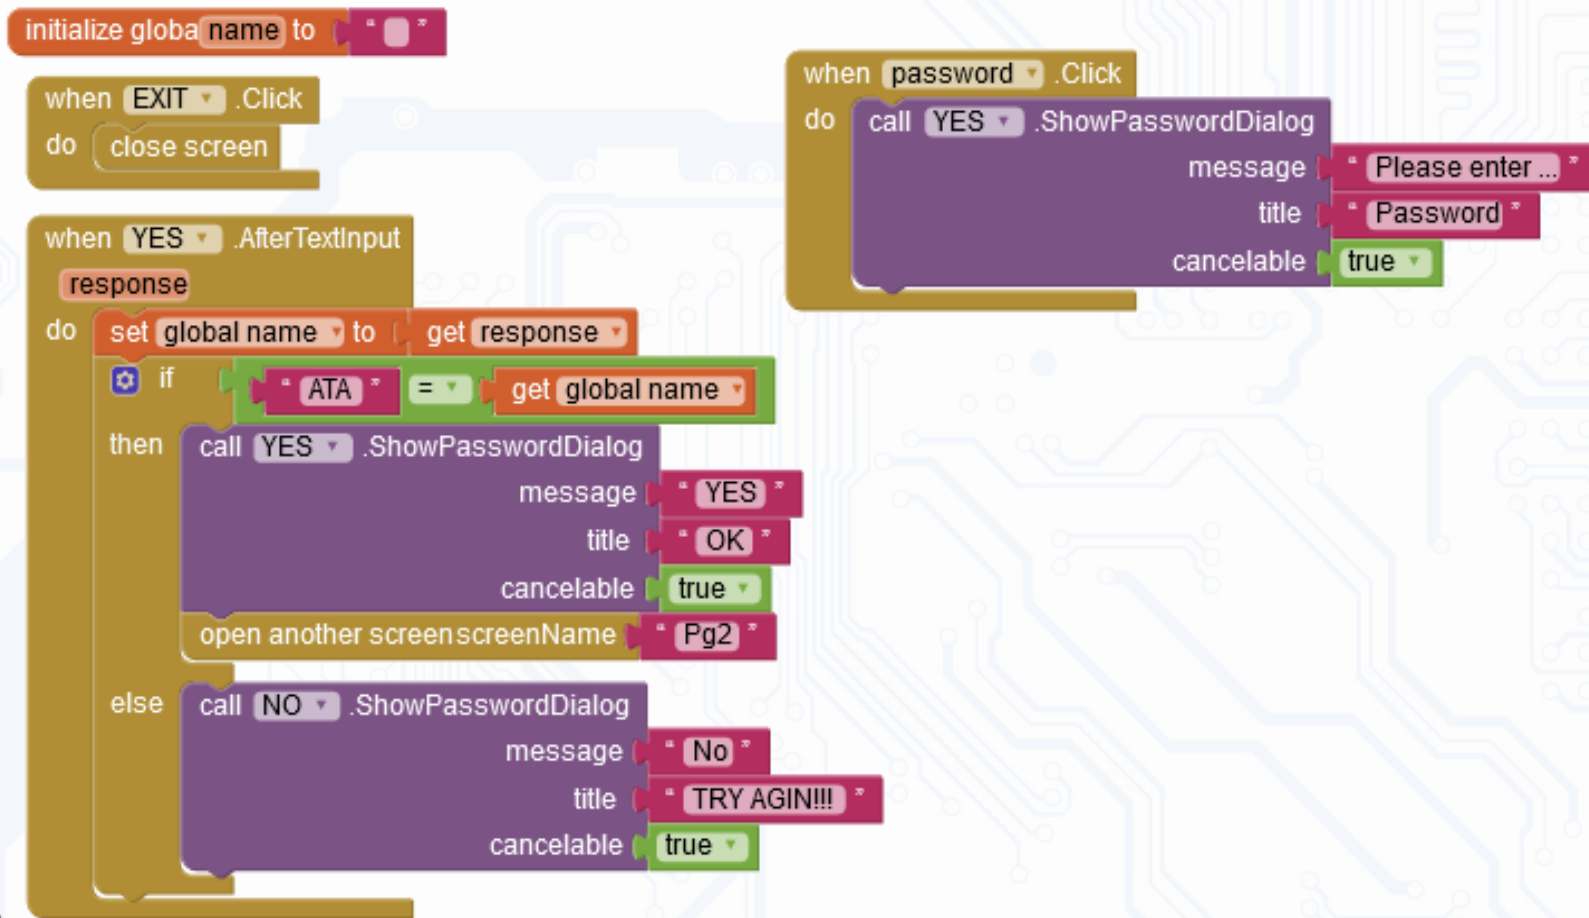 initialize globa name to " "
when EXIT .Click
do close screen
when YES .AfterTextInput
response
do set global name to get response
if " ATA " = get global name
then call YES .ShowPasswordDialog
message " YES "
title " OK "
cancelable true
open another screen screenName " Pg2 "
else call NO .ShowPasswordDialog
message " No "
title " TRY AGIN!!! "
cancelable true
when password .Click
do call YES .ShowPasswordDialog
message " Please enter ... "
title " Password "
cancelable true